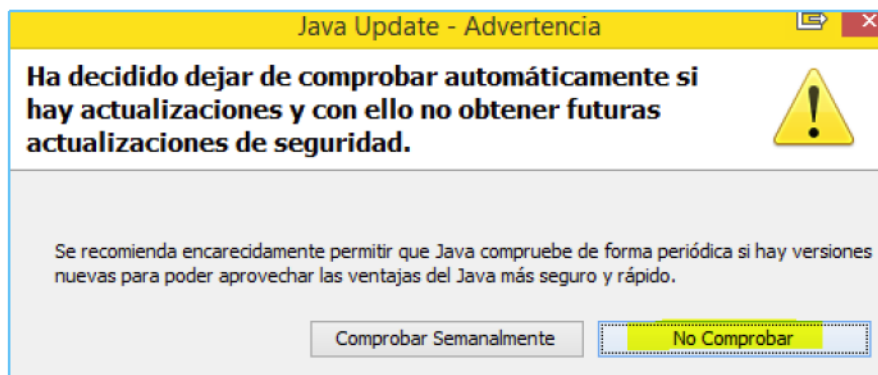 Java Update - Advertencia
Ha decidido dejar de comprobar automáticamente si
hay actualizaciones y con ello no obtener futuras
actualizaciones de seguridad.
Se recomienda encarecidamente permitir que Java compruebe de forma periódica si hay versiones
nuevas para poder aprovechar las ventajas del Java más seguro y rápido.
Comprobar Semanalmente No Comprobar